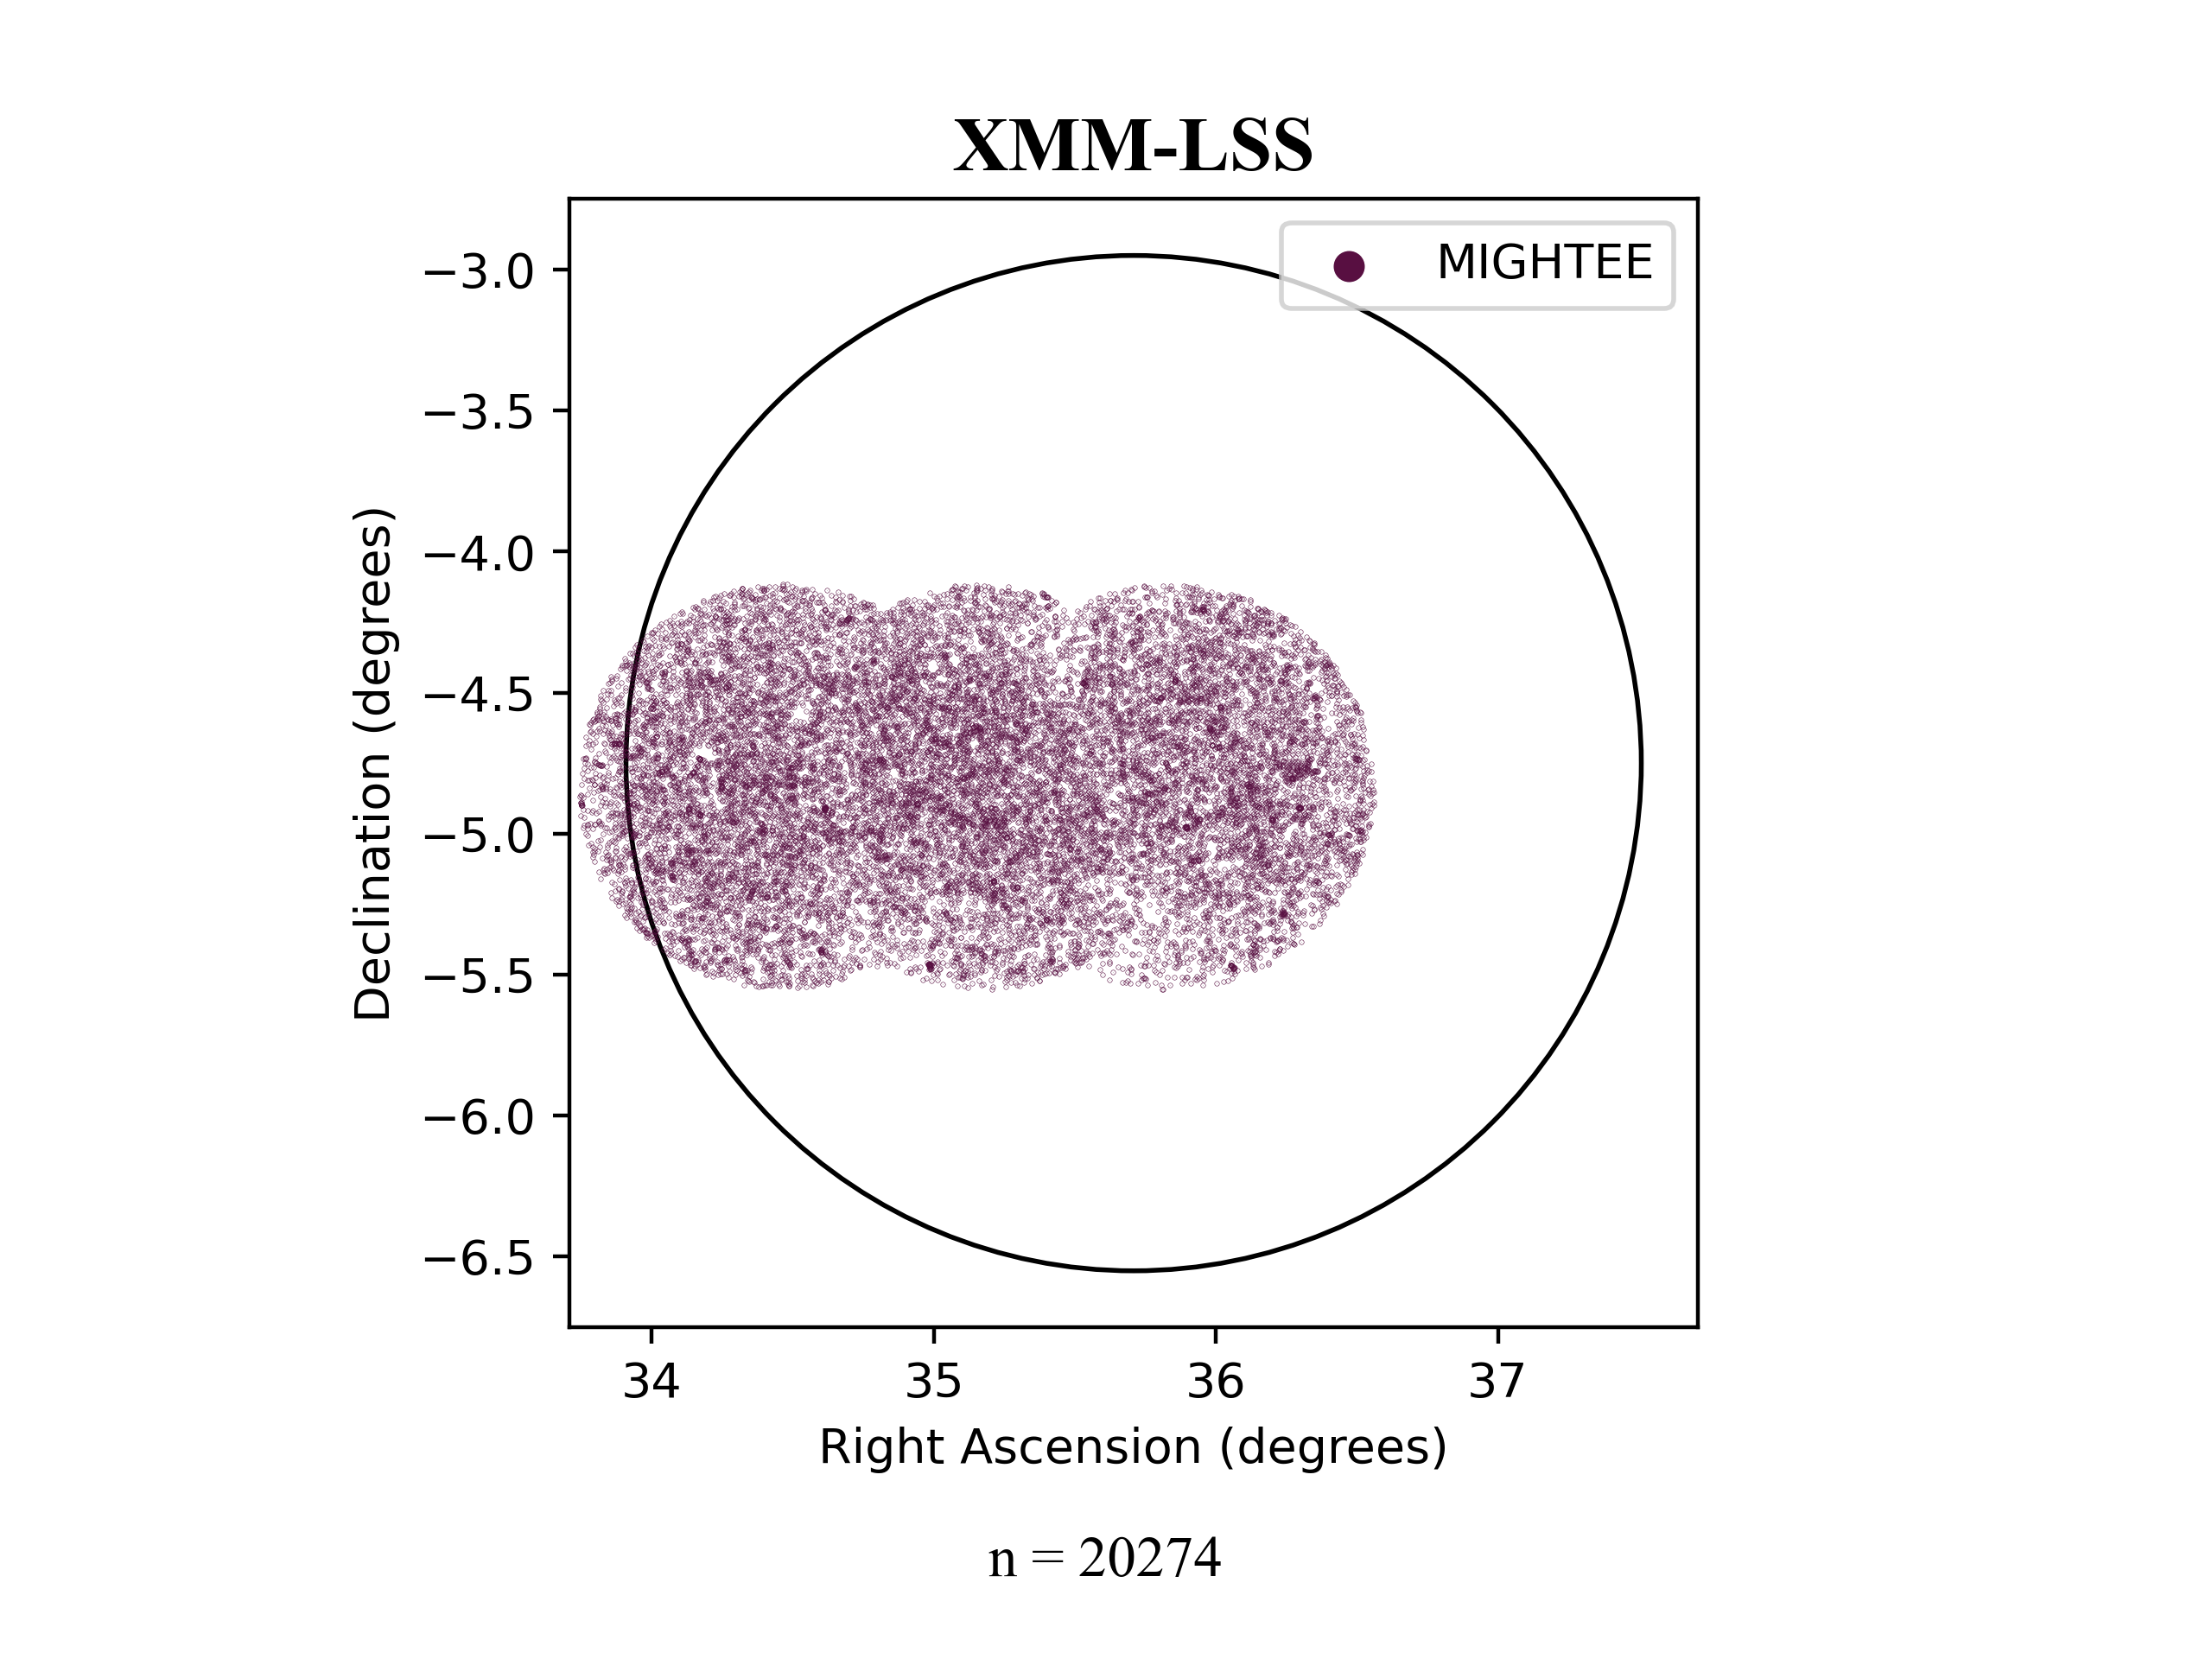 XMM-LSS
MIGHTEE
−3.0
−3.5
−4.0
−4.5
−5.0
−5.5
−6.0
−6.5
Declination (degrees)
34 35 36 37
Right Ascension (degrees)
n = 20274